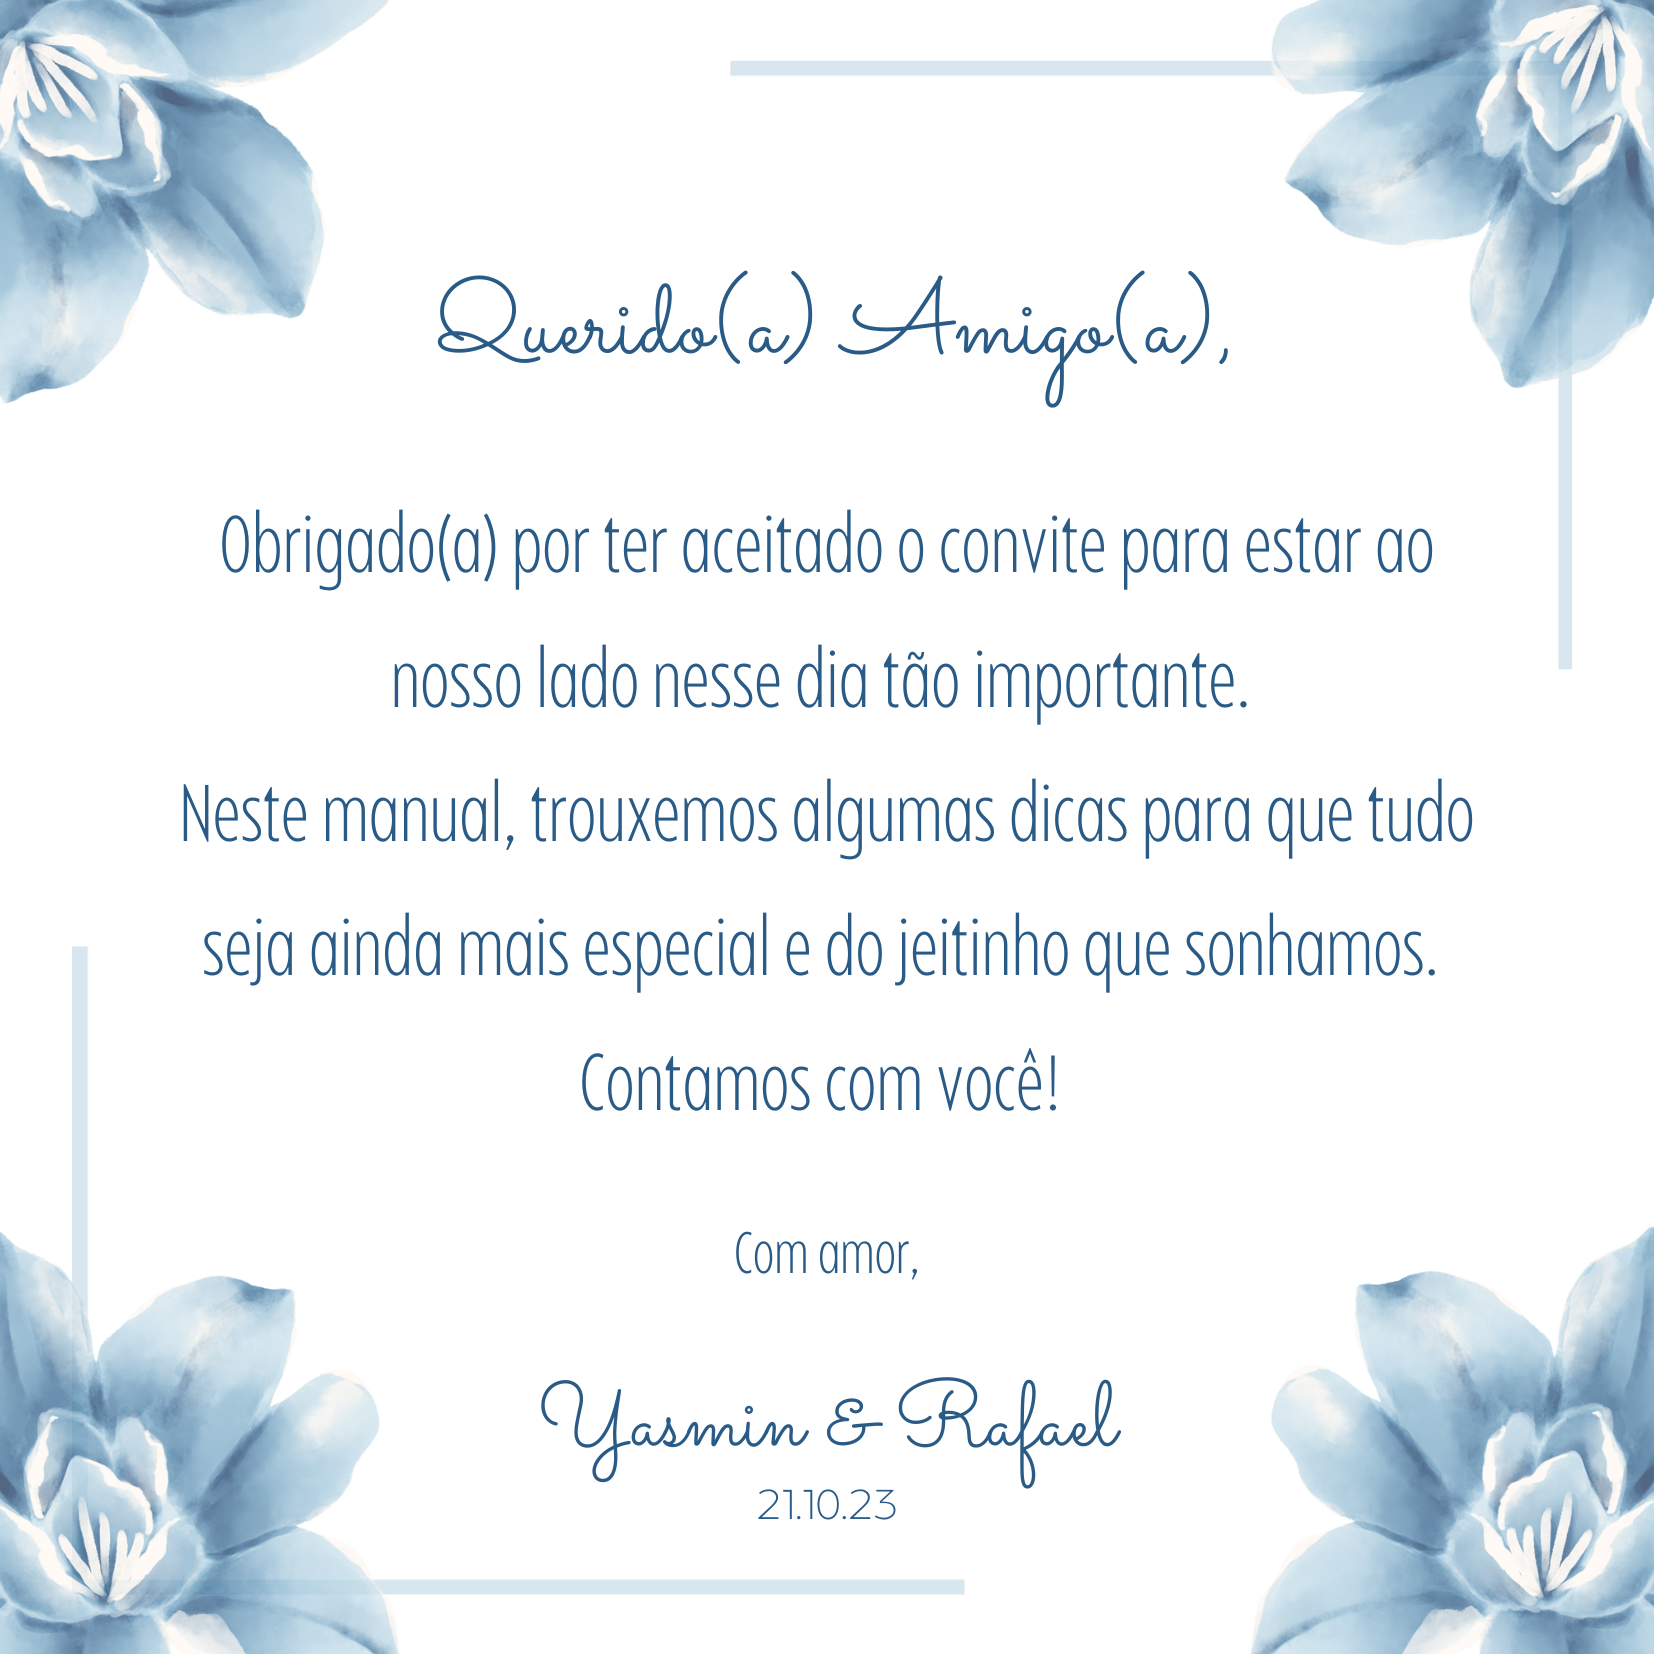 Querido(a) Amigo(a),
Obrigado(a) por ter aceitado o convite para estar ao
nosso lado nesse dia tão importante.
Neste manual, trouxemos algumas dicas para que tudo
seja ainda mais especial e do jeitinho que sonhamos.
Contamos com você!
Com amor,
Yasmin & Rafael
21.10.23